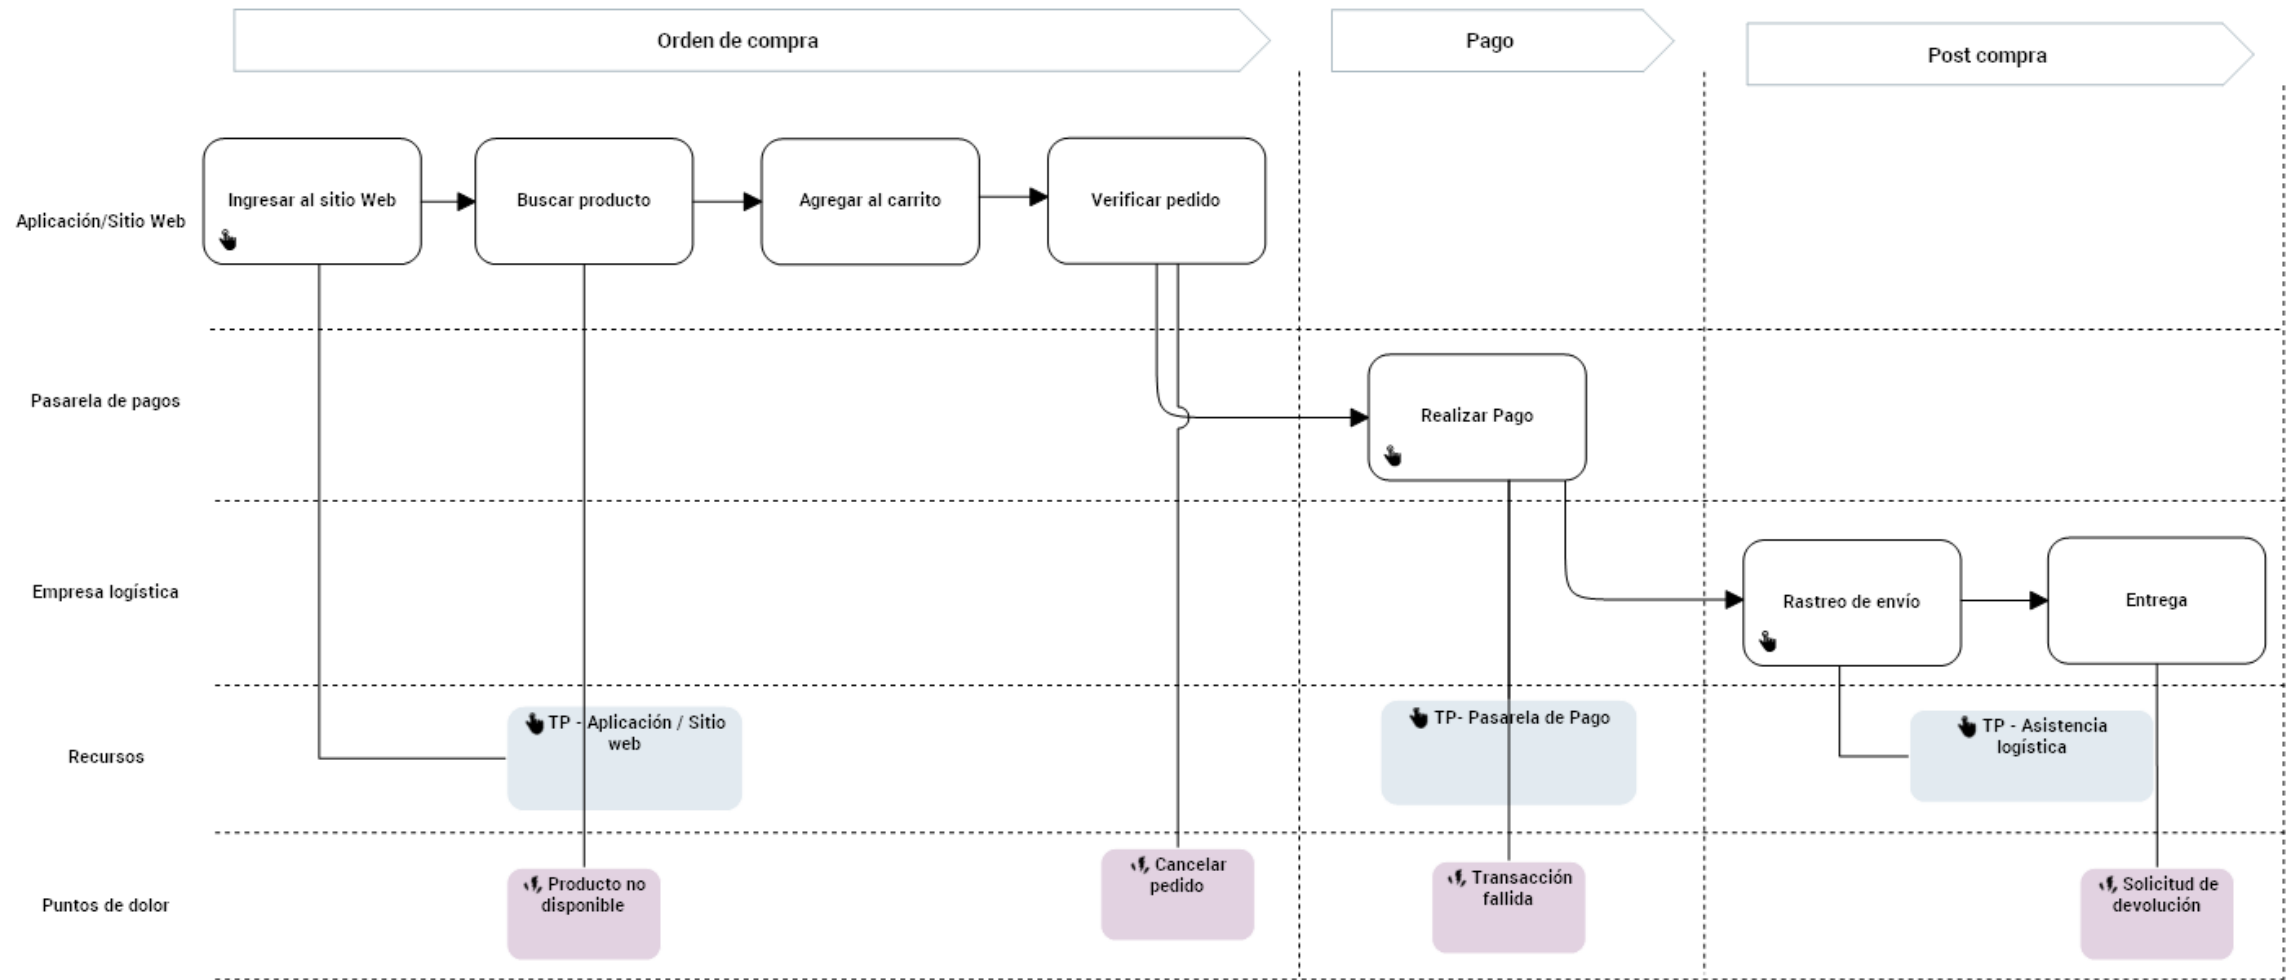 Orden de compra
Pago
Post compra
Aplicación/Sitio Web
Ingresar al sitio Web
Buscar producto
Agregar al carrito
Verificar pedido
Pasarela de pagos
Realizar Pago
Empresa logística
Rastreo de envío
Entrega
Recursos
TP - Aplicación / Sitio
web
TP- Pasarela de Pago
TP - Asistencia
logística
Puntos de dolor
Producto no
disponible
Cancelar
pedido
Transacción
fallida
Solicitud de
devolución